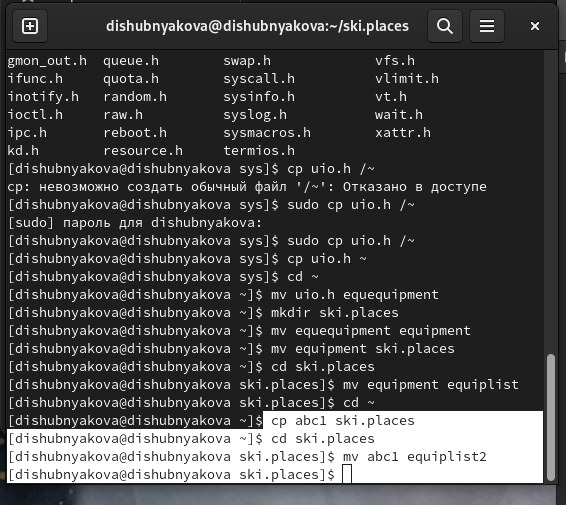 dishubnyakova@dishubnyakova:~/ski.places
gmon_out.h queue.h swap.h vfs.h
ifunc.h quota.h syscall.h vlimit.h
inotify.h random.h sysinfo.h vt.h
ioctl.h raw.h syslog.h wait.h
ipc.h reboot.h sysmacros.h xattr.h
kd.h resource.h termios.h
[dishubnyakova@dishubnyakova sys]$ cp uio.h /~
cp: невозможно создать обычный файл '/~': Отказано в доступе
[dishubnyakova@dishubnyakova sys]$ sudo cp uio.h /~
[sudo] пароль для dishubnyakova:
[dishubnyakova@dishubnyakova sys]$ sudo cp uio.h /~
[dishubnyakova@dishubnyakova sys]$ cp uio.h ~
[dishubnyakova@dishubnyakova sys]$ cd ~
[dishubnyakova@dishubnyakova ~]$ mv uio.h equequipment
[dishubnyakova@dishubnyakova ~]$ mkdir ski.places
[dishubnyakova@dishubnyakova ~]$ mv equequipment equipment
[dishubnyakova@dishubnyakova ~]$ mv equipment ski.places
[dishubnyakova@dishubnyakova ~]$ cd ski.places
[dishubnyakova@dishubnyakova ski.places]$ mv equipment equiplist
[dishubnyakova@dishubnyakova ski.places]$ cd ~
[dishubnyakova@dishubnyakova ~]$ cp abc1 ski.places
[dishubnyakova@dishubnyakova ~]$ cd ski.places
[dishubnyakova@dishubnyakova ski.places]$ mv abc1 equiplist2
[dishubnyakova@dishubnyakova ski.places]$